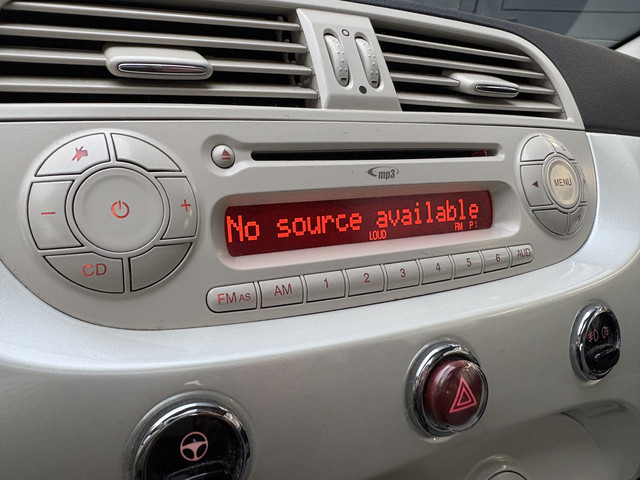 mp3
MENU
No source available
LOUD FM P1
CD
FM AS AM 1 2 3 4 5 6 AUD